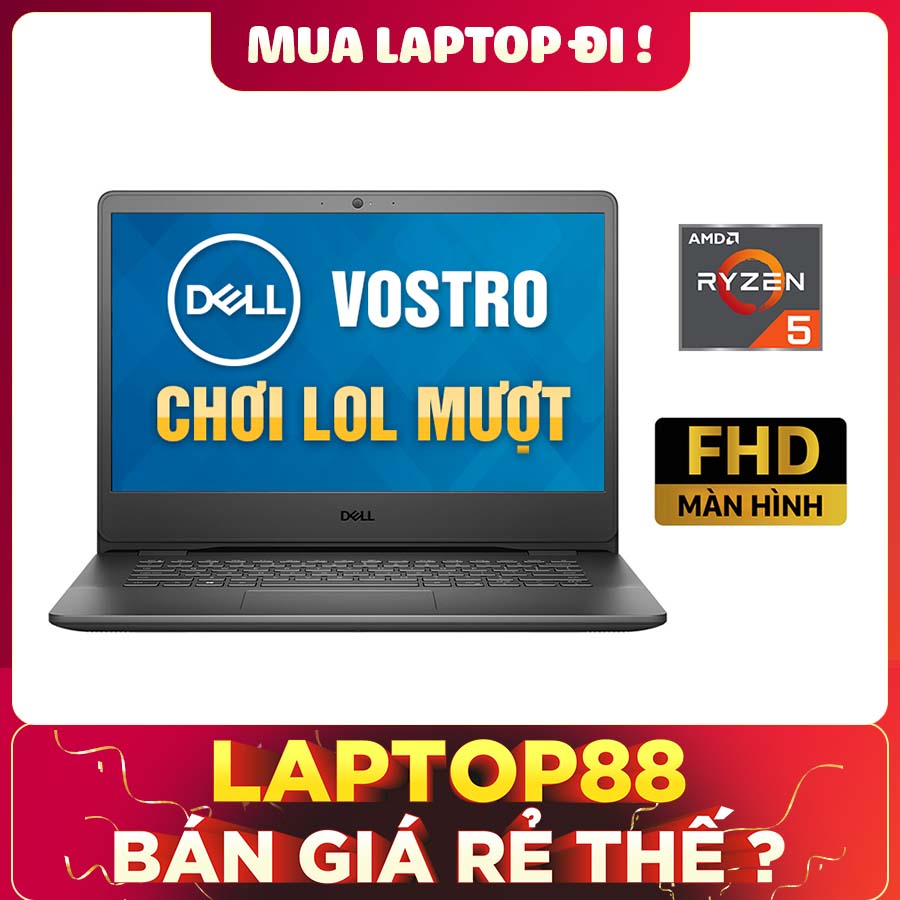 MUA LAPTOP ĐI !
DELL VOSTRO
CHƠI LOL MƯỢT
DELL
AMD
RYZEN
5
FHD
MÀN HÌNH
LAPTOP88
BÁN GIÁ RẺ THẾ ?